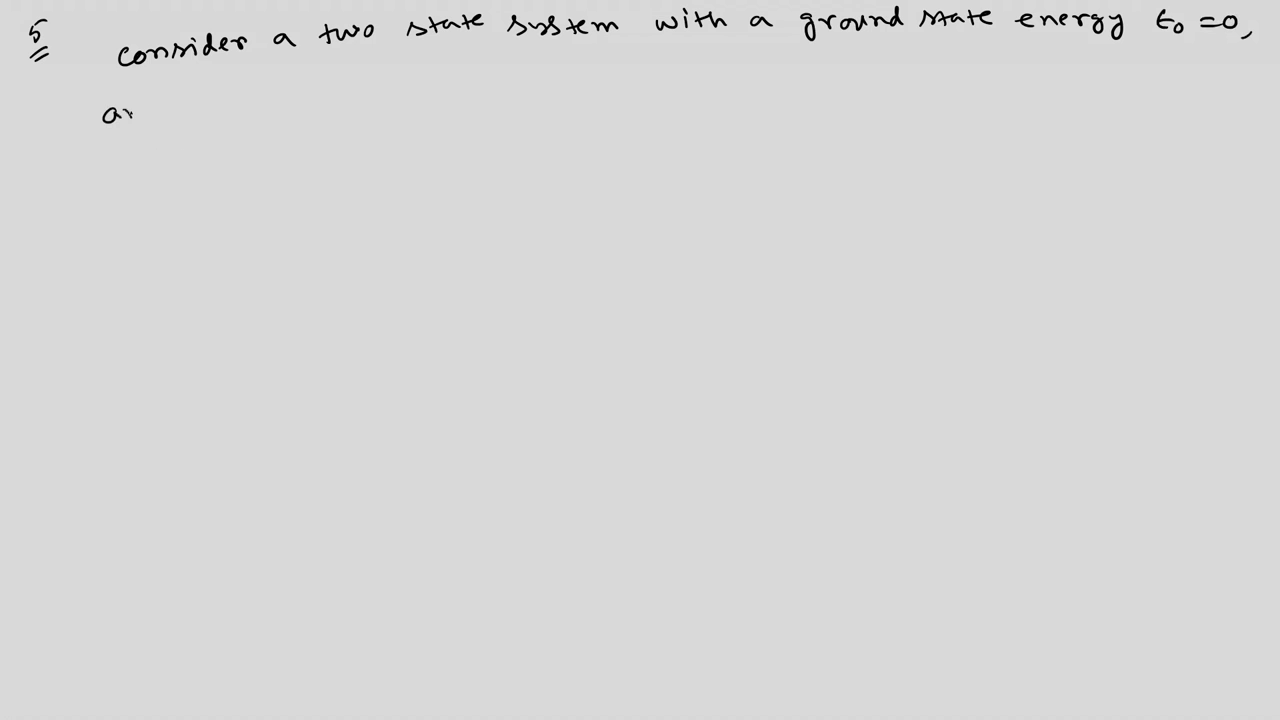 5 consider a two state system with a ground state energy ϵ₀ =0,